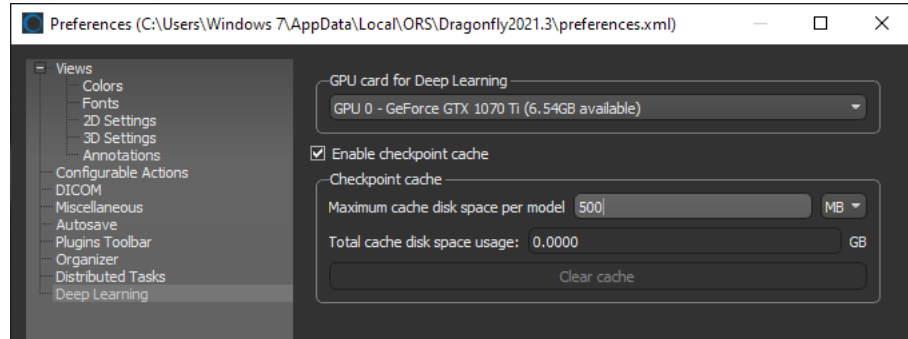 Preferences (C:\Users\Windows 7\AppData\Local\ORS\Dragonfly2021.3\preferences.xml)
Views
Colors
Fonts
2D Settings
3D Settings
Annotations
Configurable Actions
DICOM
Miscellaneous
Autosave
Plugins Toolbar
Organizer
Distributed Tasks
Deep Learning
GPU card for Deep Learning
GPU 0 - GeForce GTX 1070 Ti (6.54GB available)
Enable checkpoint cache
Checkpoint cache
Maximum cache disk space per model 500 MB
Total cache disk space usage: 0.0000 GB
Clear cache